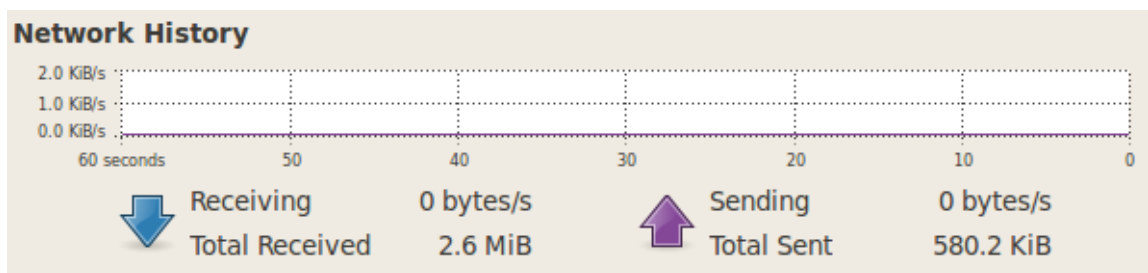 Network History
2.0 KiB/s
1.0 KiB/s
0.0 KiB/s
60 seconds 50 40 30 20 10 0
Receiving 0 bytes/s Sending 0 bytes/s
Total Received 2.6 MiB Total Sent 580.2 KiB